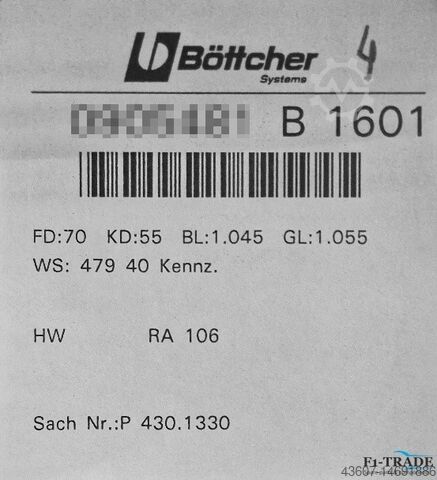 Böttcher 4
Systems
B 1601
FD:70 KD:55 BL:1.045 GL:1.055
WS: 479 40 Kennz.
HW RA 106
Sach Nr.:P 430.1330
F1-TRADE
43607-14691886